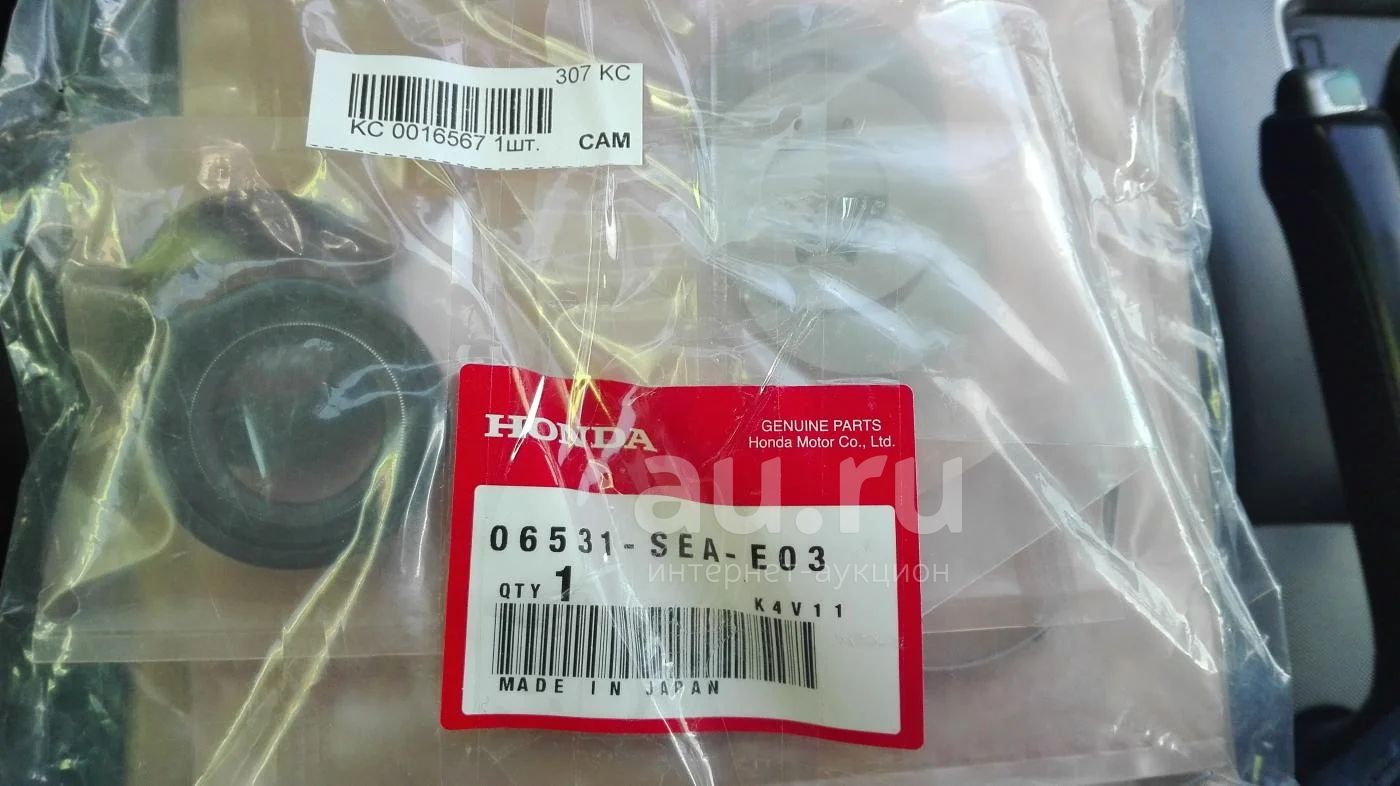 307 KC
KC 0016567 1шт.
CAM
HONDA
GENUINE PARTS
Honda Motor Co., Ltd.
au.ru
интернет-аукцион
06531-SEA-E03
QTY 1
K4V11
MADE IN JAPAN